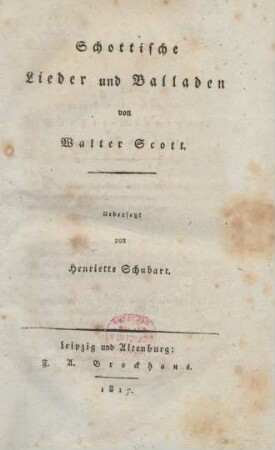 Schottische
Lieder und Balladen
von
Walter Scott.
Uebersetzt
von
Henriette Schubart.
Leipzig und Altenburg:
F. A. Brockhaus.
1817.